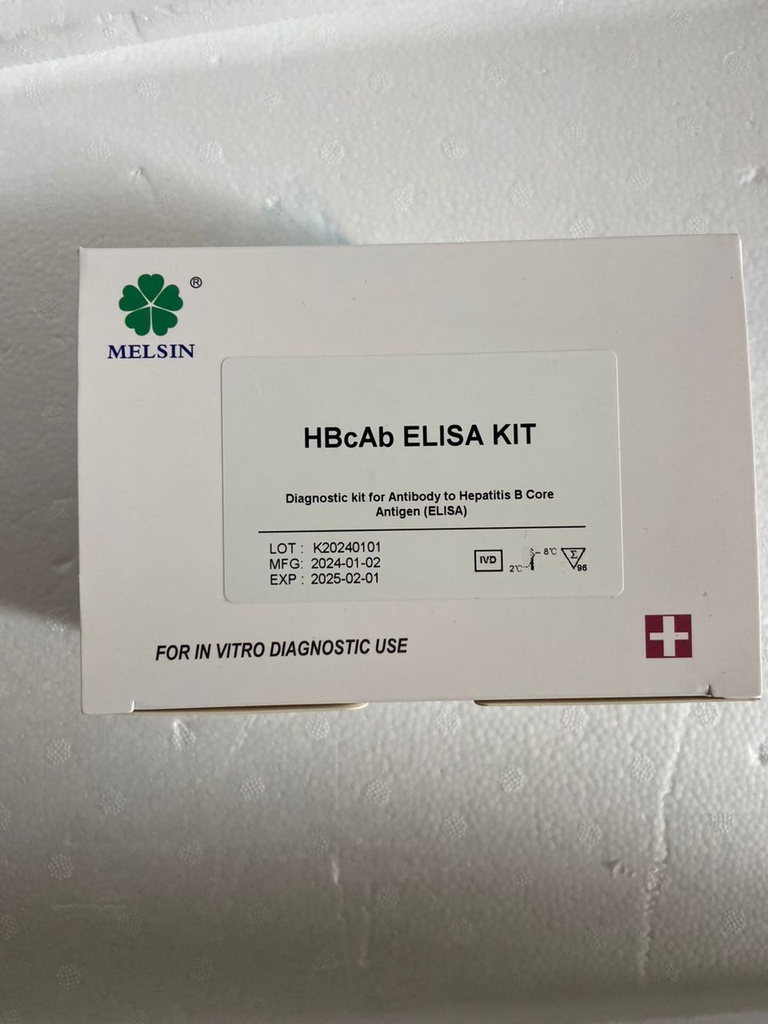 ®
MELSIN
HBcAb ELISA KIT
Diagnostic kit for Antibody to Hepatitis B Core
Antigen (ELISA)
LOT : K20240101
MFG: 2024-01-02
EXP : 2025-02-01
IVD
2℃
8℃
Σ
96
FOR IN VITRO DIAGNOSTIC USE